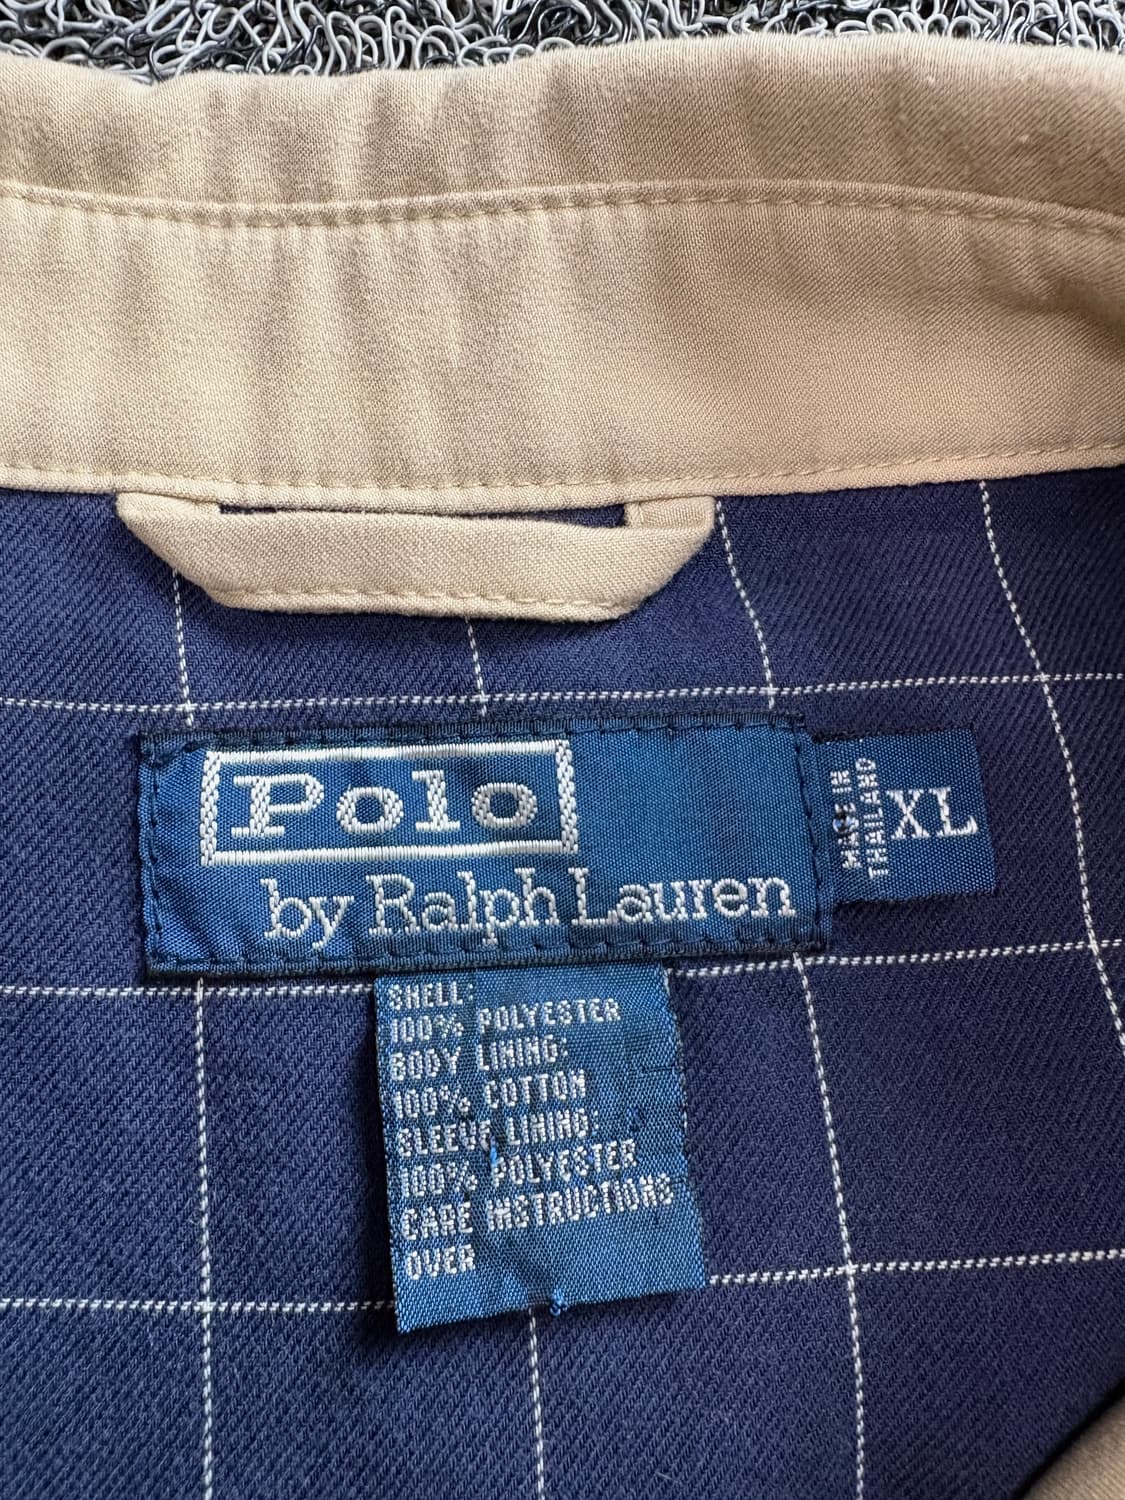 Polo
by Ralph Lauren
MADE IN
THAILAND
XL
SHELL:
100% POLYESTER
BODY LINING:
100% COTTON
SLEEVE LINING:
100% POLYESTER
CARE INSTRUCTIONS
OVER